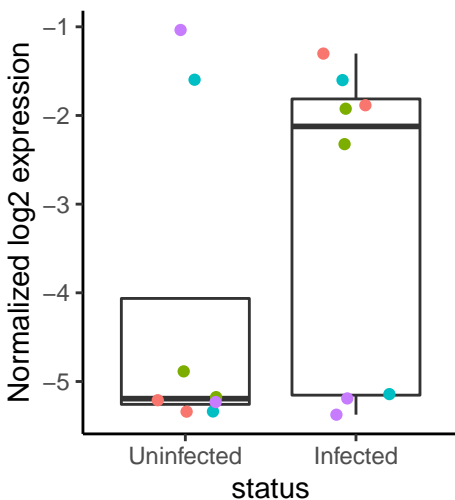 Normalized log2 expression
−1
−2
−3
−4
−5
Uninfected
Infected
status